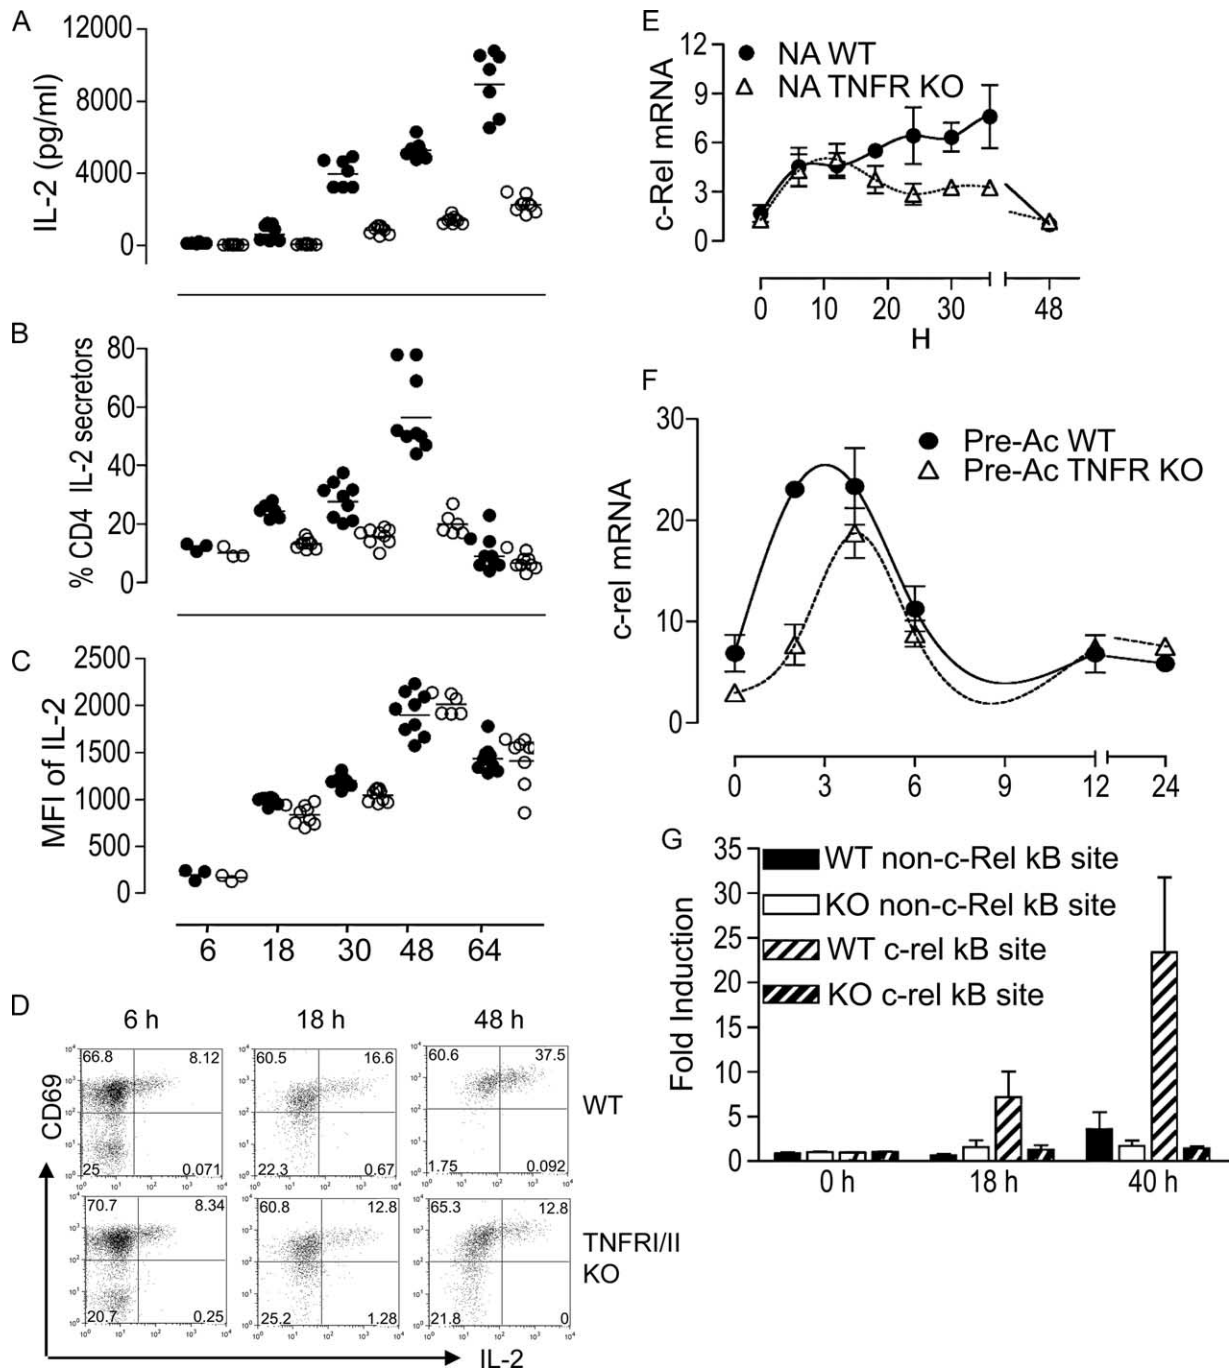 A
12000
8000
4000
0
IL-2 (pg/ml)
B
80
60
40
20
0
% CD4 IL-2 secretors
C
2500
2000
1500
1000
500
0
MFI of IL-2
6 18 30 48 64
D
6 h 18 h 48 h
66.8 8.12 60.5 16.6 60.6 37.5
25 0.071 22.3 0.67 1.75 0.092
WT
70.7 8.34 60.8 12.8 65.3 12.8
20.7 0.25 25.2 1.28 21.8 0
TNFRI/II
KO
CD69
IL-2
E
NA WT
NA TNFR KO
12
9
6
3
0
c-Rel mRNA
0 10 20 30 48
H
F
Pre-Ac WT
Pre-Ac TNFR KO
30
20
10
0
c-rel mRNA
0 3 6 9 12 24
G
WT non-c-Rel kB site
KO non-c-Rel kB site
WT c-rel kB site
KO c-rel kB site
35
30
25
20
15
10
5
0
Fold Induction
0 h 18 h 40 h